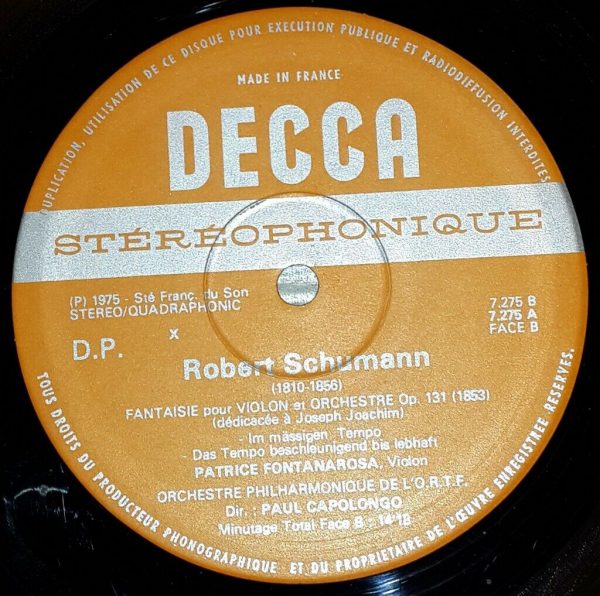 DUPLICATION, UTILISATION DE CE DISQUE POUR EXECUTION PUBLIQUE ET RADIODIFFUSION INTERDITES
MADE IN FRANCE
DECCA
STÉRÉOPHONIQUE
(P) 1975 - Sté Franç. du Son
STEREO/QUADRAPHONIC
7.275 B
7.275 A
FACE B
D.P.
x
Robert Schumann
(1810-1856)
FANTAISIE pour VIOLON et ORCHESTRE Op. 131 (1853)
(dédicacée à Joseph Joachim)
- Im mässigen Tempo
- Das Tempo beschleunigend bis lebhaft
PATRICE FONTANAROSA, Violon
ORCHESTRE PHILHARMONIQUE DE L'O.R.T.F.
Dir. : PAUL CAPOLONGO
Minutage Total Face B : 14'18
TOUS DROITS DU PRODUCTEUR PHONOGRAPHIQUE ET DU PROPRIETAIRE DE L'ŒUVRE ENREGISTREE RESERVES.